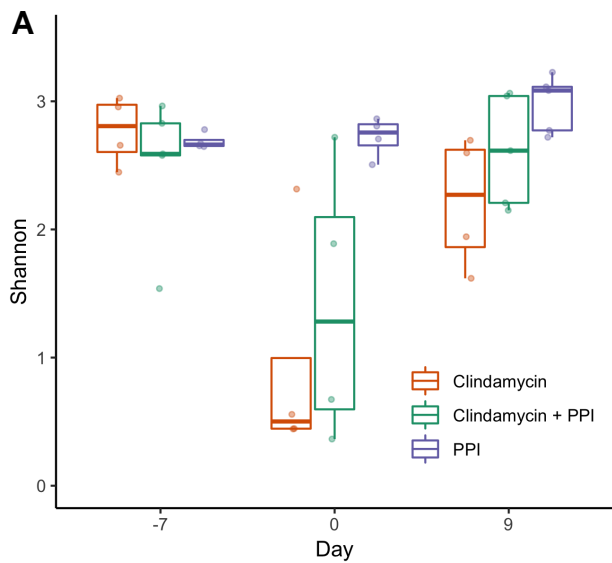 A
3
2
1
0
Shannon
Clindamycin
Clindamycin + PPI
PPI
-7 0 9
Day